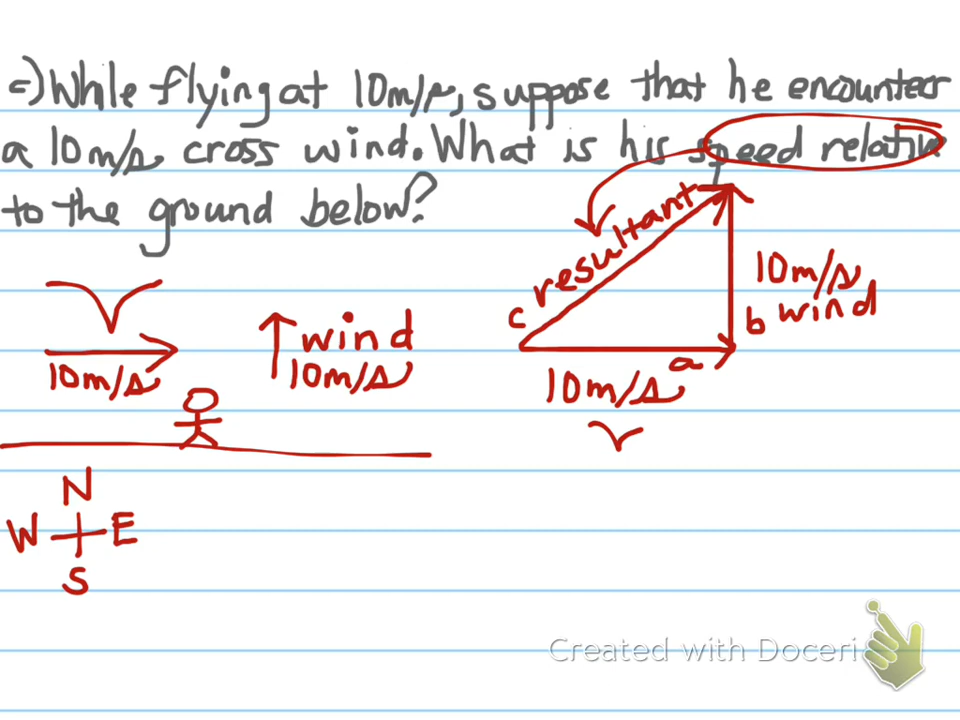 c) While flying at 10m/s, suppose that he encounters
a 10m/s cross wind. What is his speed relative
to the ground below?
resultant
c
10m/s
b wind
a
10m/s
wind
10m/s
10m/s
N
W E
S
Created with Doceri